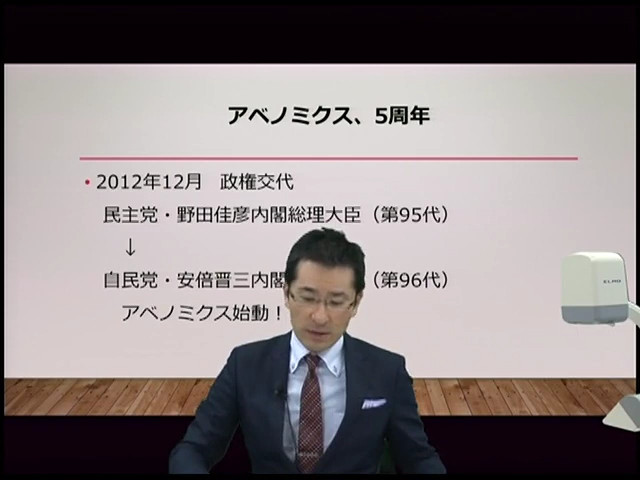 アベノミクス、5周年
• 2012年12月 政権交代
民主党・野田佳彦内閣総理大臣（第95代）
↓
自民党・安倍晋三内閣 （第96代）
アベノミクス始動！
ELMO